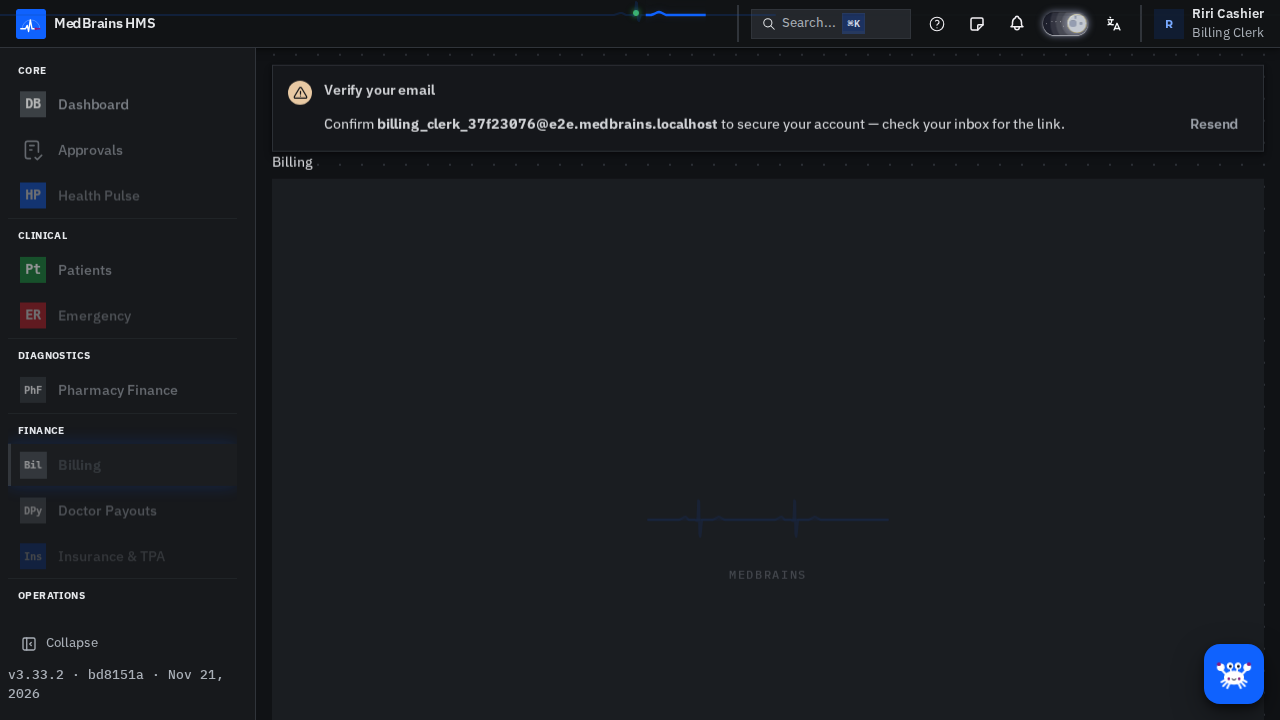 MedBrains HMS
Search... ⌘K
Riri Cashier
Billing Clerk
CORE
DB Dashboard
Approvals
HP Health Pulse
CLINICAL
Pt Patients
ER Emergency
DIAGNOSTICS
PhF Pharmacy Finance
FINANCE
Bil Billing
DPy Doctor Payouts
Ins Insurance & TPA
OPERATIONS
Collapse
v3.33.2 · bd8151a · Nov 21,
2026
Verify your email
Confirm billing_clerk_37f23076@e2e.medbrains.localhost to secure your account — check your inbox for the link.
Resend
Billing
MEDBRAINS